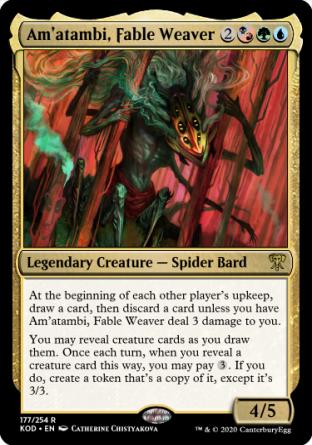 Am'atambi, Fable Weaver 2
Legendary Creature — Spider Bard
At the beginning of each other player's upkeep,
draw a card, then discard a card unless you have
Am'atambi, Fable Weaver deal 3 damage to you.
You may reveal creature cards as you draw
them. Once each turn, when you reveal a
creature card this way, you may pay 3. If you
do, create a token that's a copy of it, except it's
3/3.
4/5
177/254 R
KOD • EN CATHERINE CHISTYAKOVA
™ & © 2020 CanterburyEgg